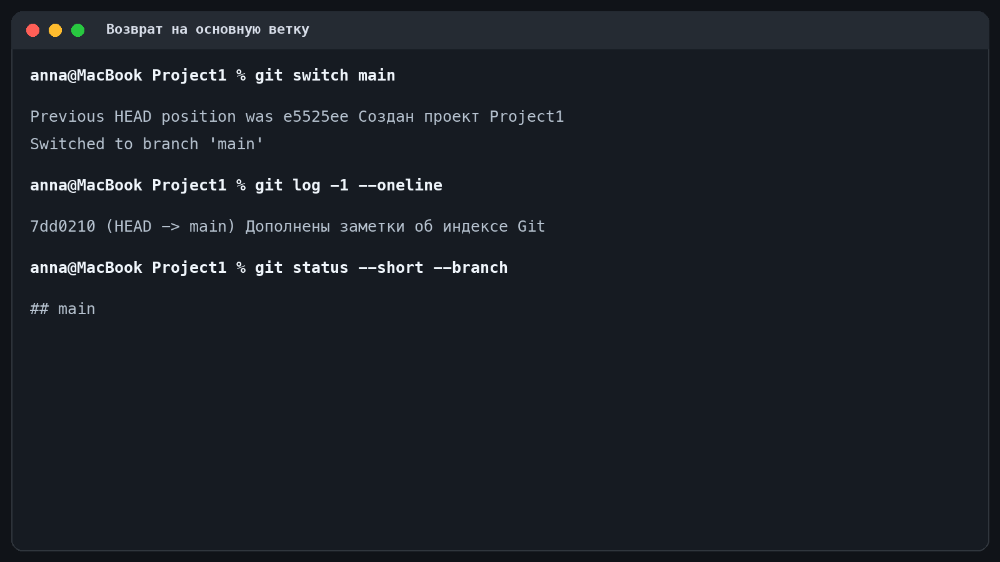 Возврат на основную ветку
anna@MacBook Project1 % git switch main
Previous HEAD position was e5525ee Создан проект Project1
Switched to branch 'main'
anna@MacBook Project1 % git log -1 --oneline
7dd0210 (HEAD -> main) Дополнены заметки об индексе Git
anna@MacBook Project1 % git status --short --branch
## main